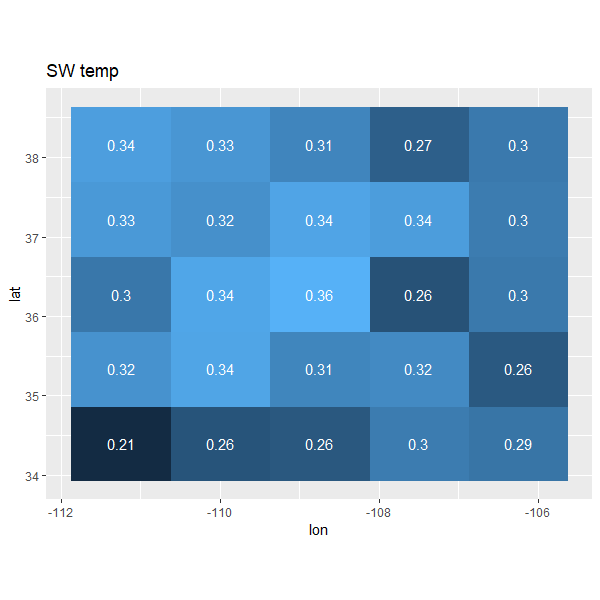 SW temp
38 0.34 0.33 0.31 0.27 0.3
37 0.33 0.32 0.34 0.34 0.3
36 0.3 0.34 0.36 0.26 0.3
35 0.32 0.34 0.31 0.32 0.26
34 0.21 0.26 0.26 0.3 0.29
lat
-112 -110 -108 -106
lon